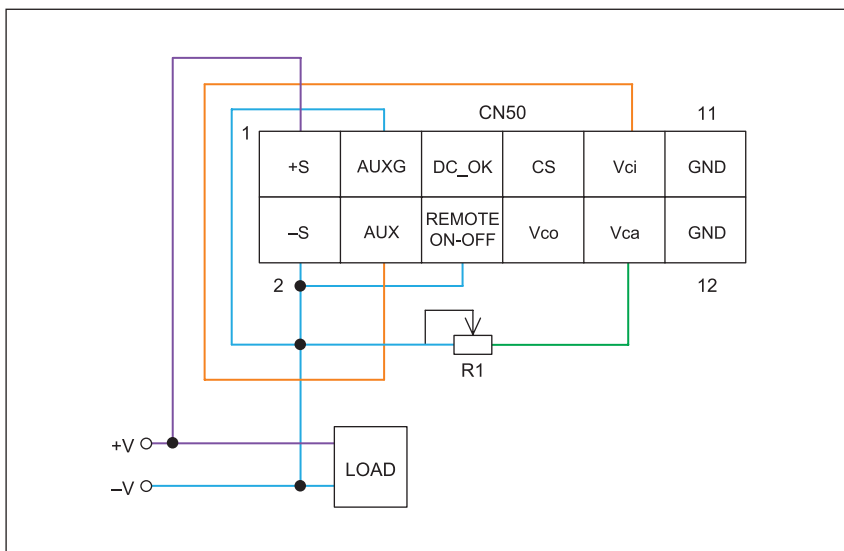 CN50
11
1
+S
AUXG
DC_OK
CS
Vci
GND
–S
AUX
REMOTE
ON-OFF
Vco
Vca
GND
2
12
R1
+V
LOAD
–V